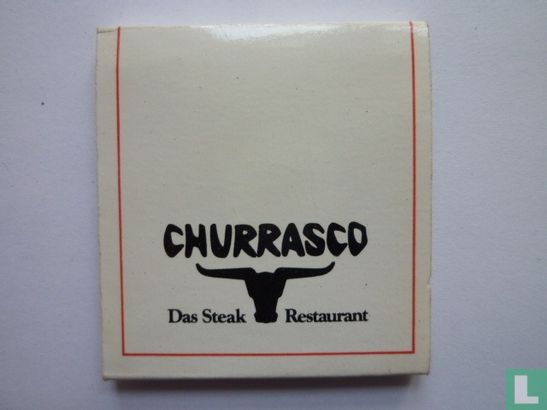 CHURRASCO
Das Steak Restaurant
L